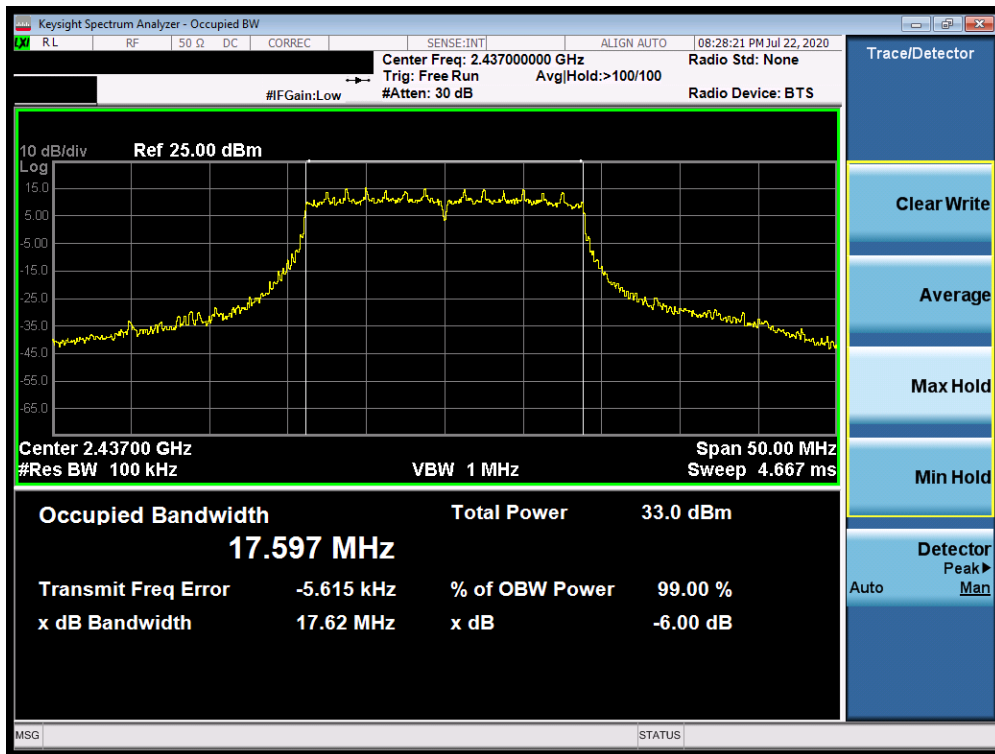 Keysight Spectrum Analyzer - Occupied BW
LXI RL RF 50 Ω DC CORREC SENSE:INT ALIGN AUTO 08:28:21 PM Jul 22, 2020
Center Freq: 2.437000000 GHz Radio Std: None
Trig: Free Run Avg|Hold:>100/100
#IFGain:Low #Atten: 30 dB Radio Device: BTS
10 dB/div Ref 25.00 dBm
Log
15.0
5.00
-5.00
-15.0
-25.0
-35.0
-45.0
-55.0
-65.0
Center 2.43700 GHz Span 50.00 MHz
#Res BW 100 kHz VBW 1 MHz Sweep 4.667 ms
Occupied Bandwidth Total Power 33.0 dBm
17.597 MHz
Transmit Freq Error -5.615 kHz % of OBW Power 99.00 %
x dB Bandwidth 17.62 MHz x dB -6.00 dB
Trace/Detector
Clear Write
Average
Max Hold
Min Hold
Detector
Peak▶
Auto Man
MSG STATUS